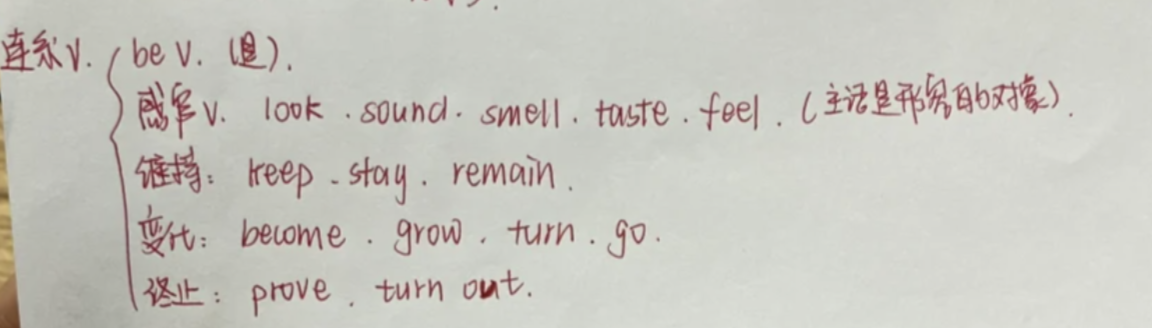 连系v. be v. (是).
感官v. look . sound . smell . taste . feel . (主语是形容的对象).
维持: keep . stay . remain .
变化: become . grow . turn . go .
终止: prove . turn out.